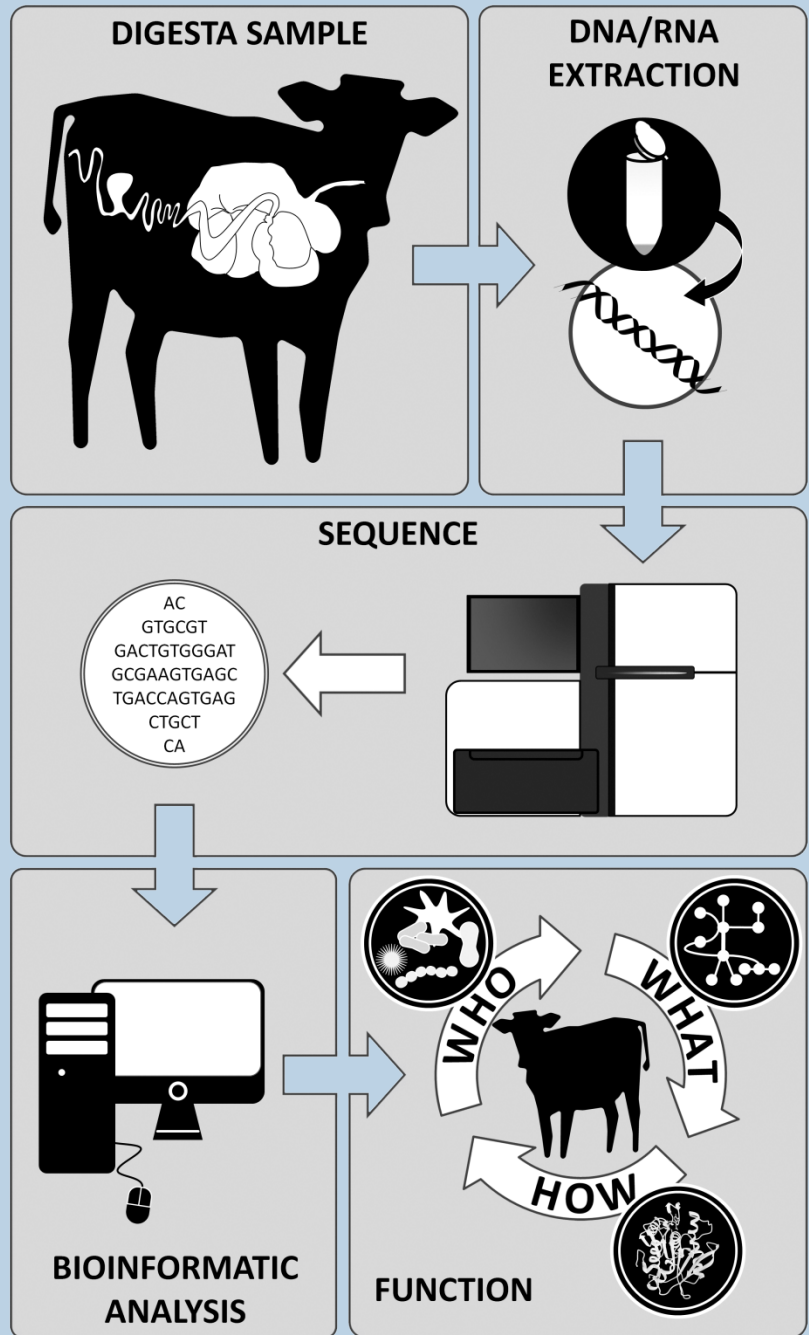 DIGESTA SAMPLE
DNA/RNA
EXTRACTION
SEQUENCE
AC
GTGCGT
GACTGTGGGAT
GCGAAGTGAGC
TGACCAGTGAG
CTGCT
CA
BIOINFORMATIC
ANALYSIS
WHO
WHAT
HOW
FUNCTION